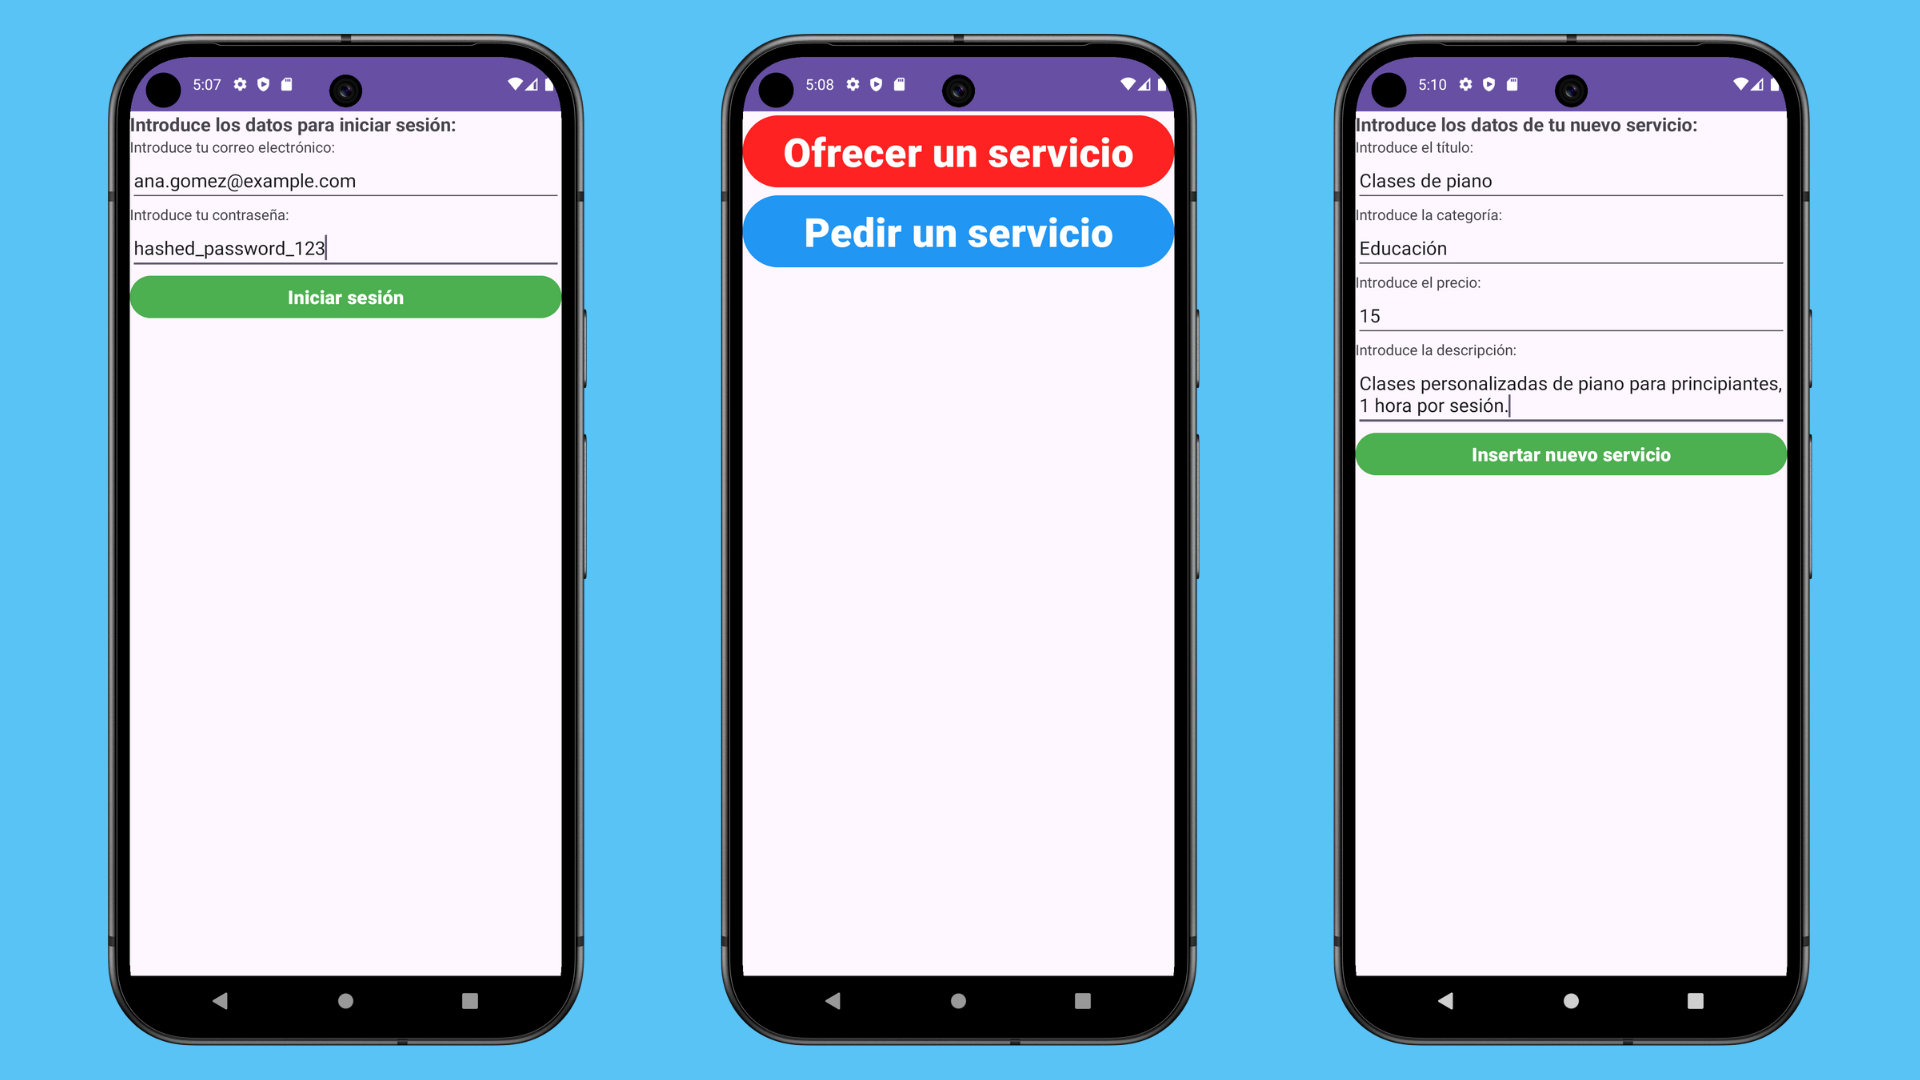 5:07
Introduce los datos para iniciar sesión:
Introduce tu correo electrónico:
ana.gomez@example.com
Introduce tu contraseña:
hashed_password_123
Iniciar sesión
5:08
Ofrecer un servicio
Pedir un servicio
5:10
Introduce los datos de tu nuevo servicio:
Introduce el título:
Clases de piano
Introduce la categoría:
Educación
Introduce el precio:
15
Introduce la descripción:
Clases personalizadas de piano para principiantes,
1 hora por sesión.
Insertar nuevo servicio